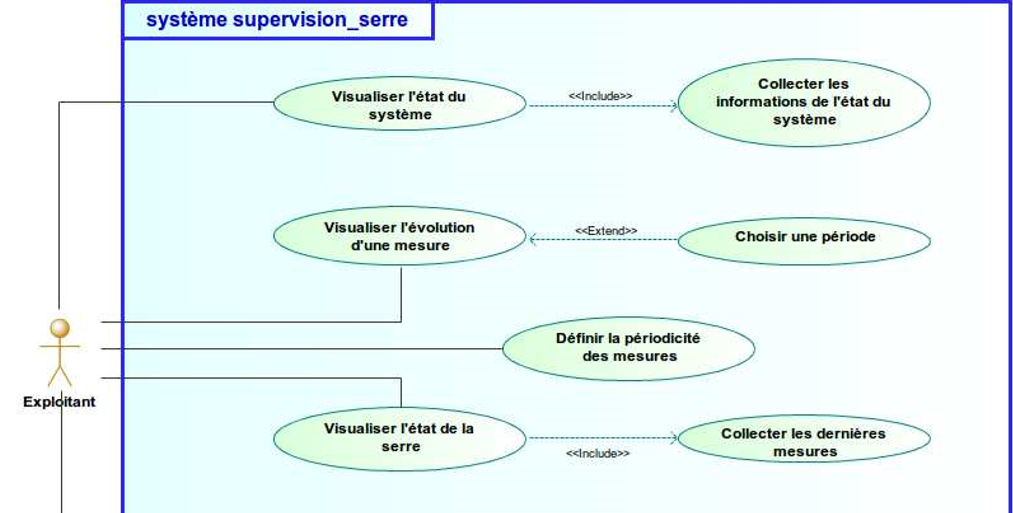 système supervision_serre
Visualiser l'état du
système
<<Include>>
Collecter les
informations de l'état du
système
Visualiser l'évolution
d'une mesure
<<Extend>>
Choisir une période
Définir la périodicité
des mesures
Exploitant
Visualiser l'état de la
serre
<<Include>>
Collecter les dernières
mesures